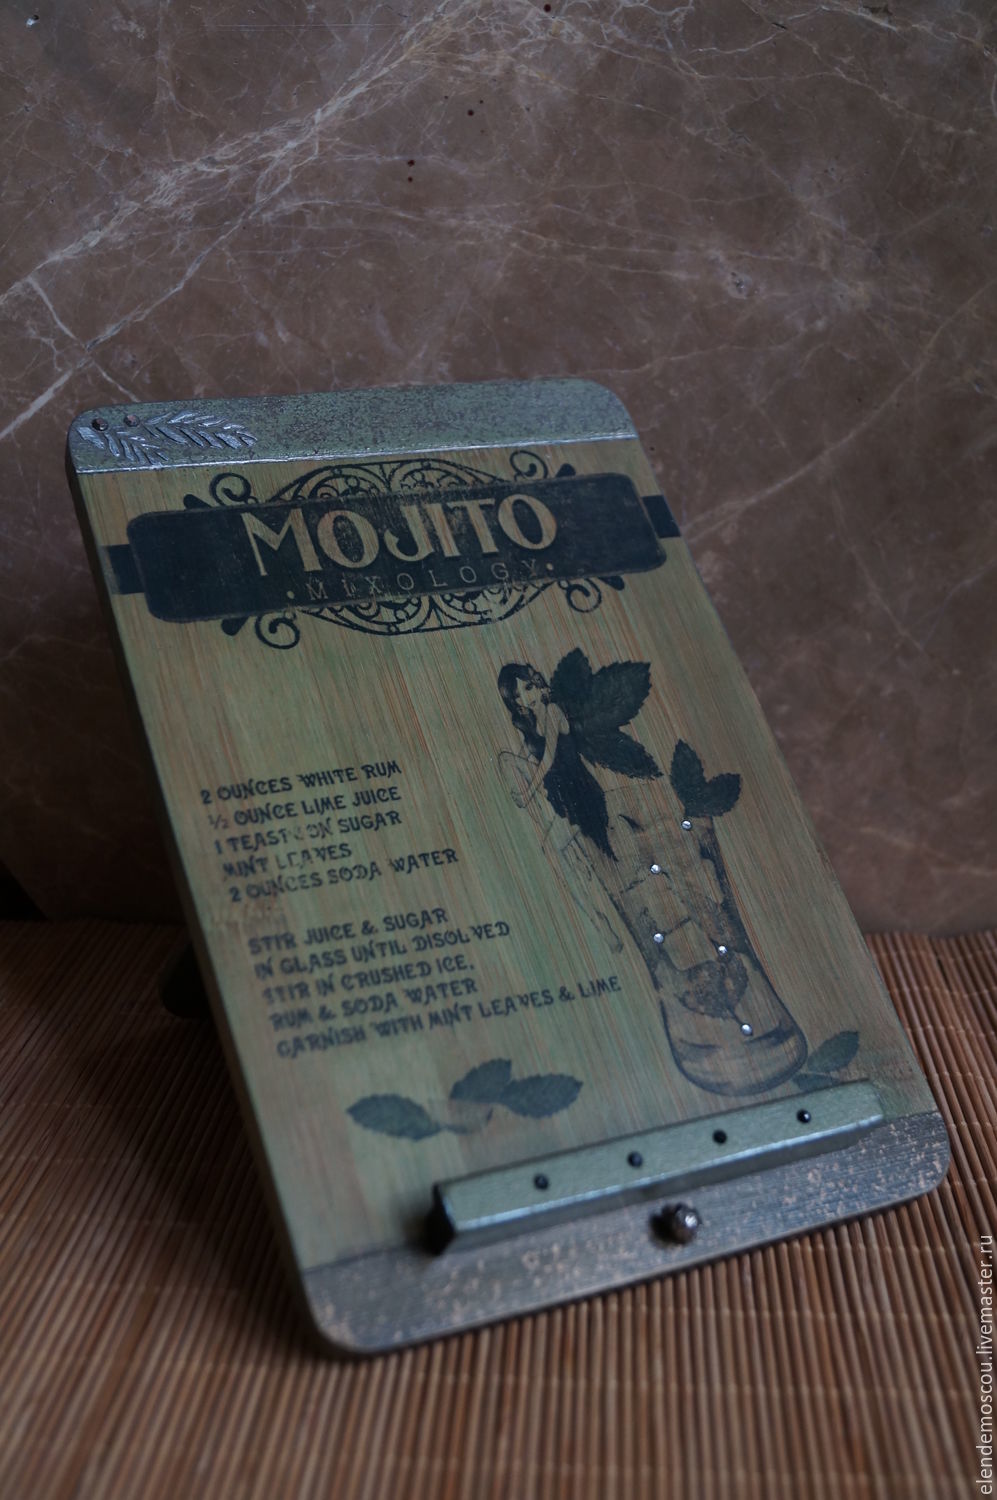 MOJITO
• MIXOLOGY •
2 OUNCES WHITE RUM
½ OUNCE LIME JUICE
1 TEASPOON SUGAR
MINT LEAVES
2 OUNCES SODA WATER
STIR JUICE & SUGAR
IN GLASS UNTIL DISOLVED
STIR IN CRUSHED ICE,
RUM & SODA WATER
GARNISH WITH MINT LEAVES & LIME
elendemoscou.livemaster.ru